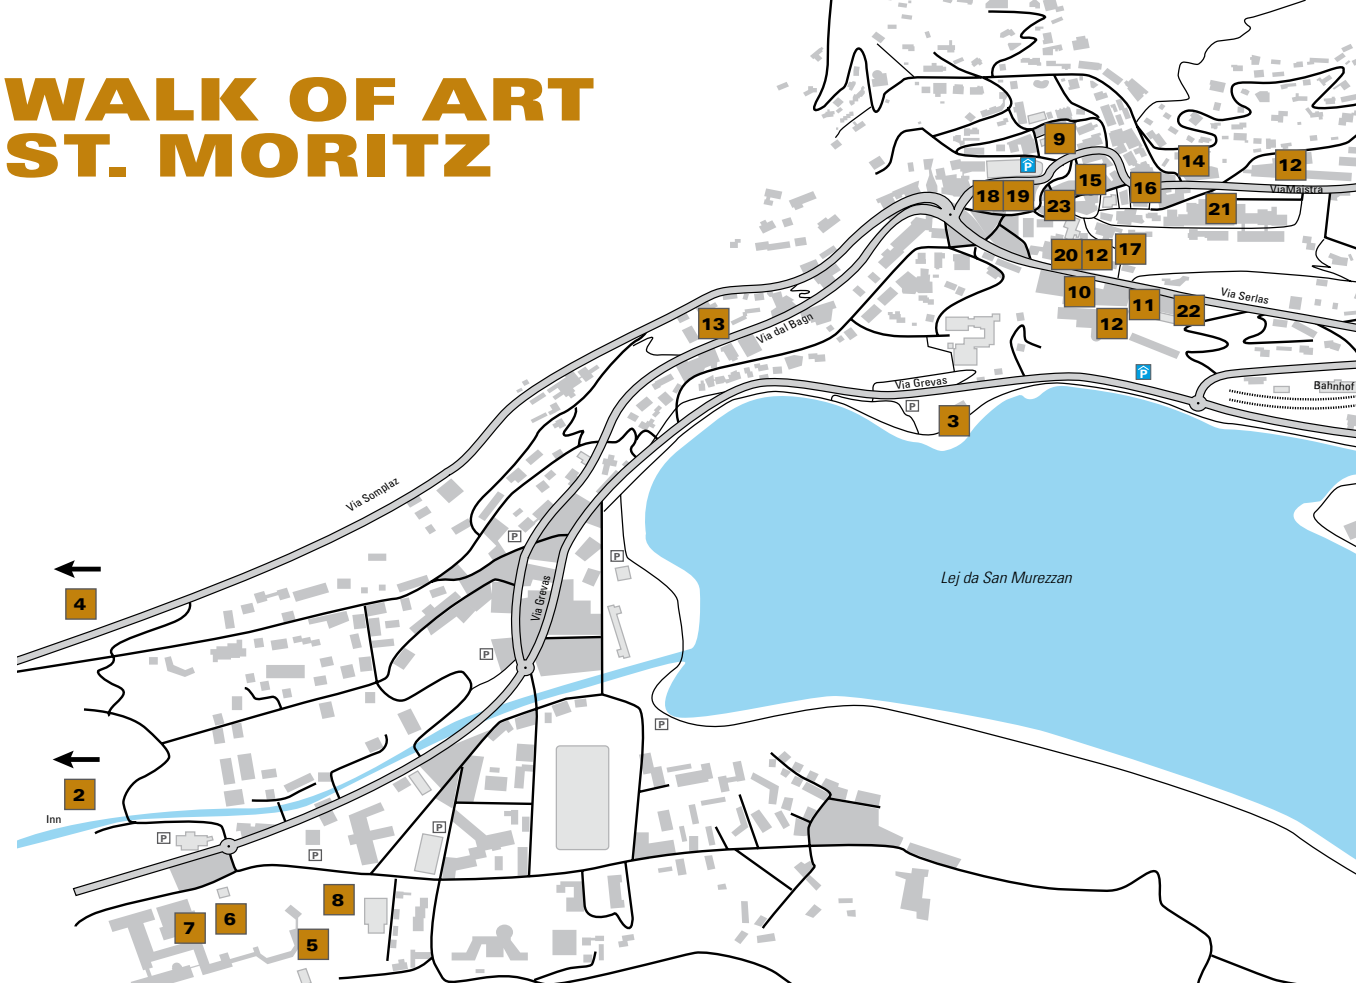 WALK OF ART
ST. MORITZ
9
14
12
15
16
18 19
23
21
Via Maistra
20 12 17
10
11
22
12
Via Serlas
13
Via dal Bagn
P
P
Via Grevas
P
3
Bahnhof
Via Somplaz
P
P
4
Via Grevas
Lej da San Murezzan
P
P
2
Inn
P
P
P
8
7
6
5